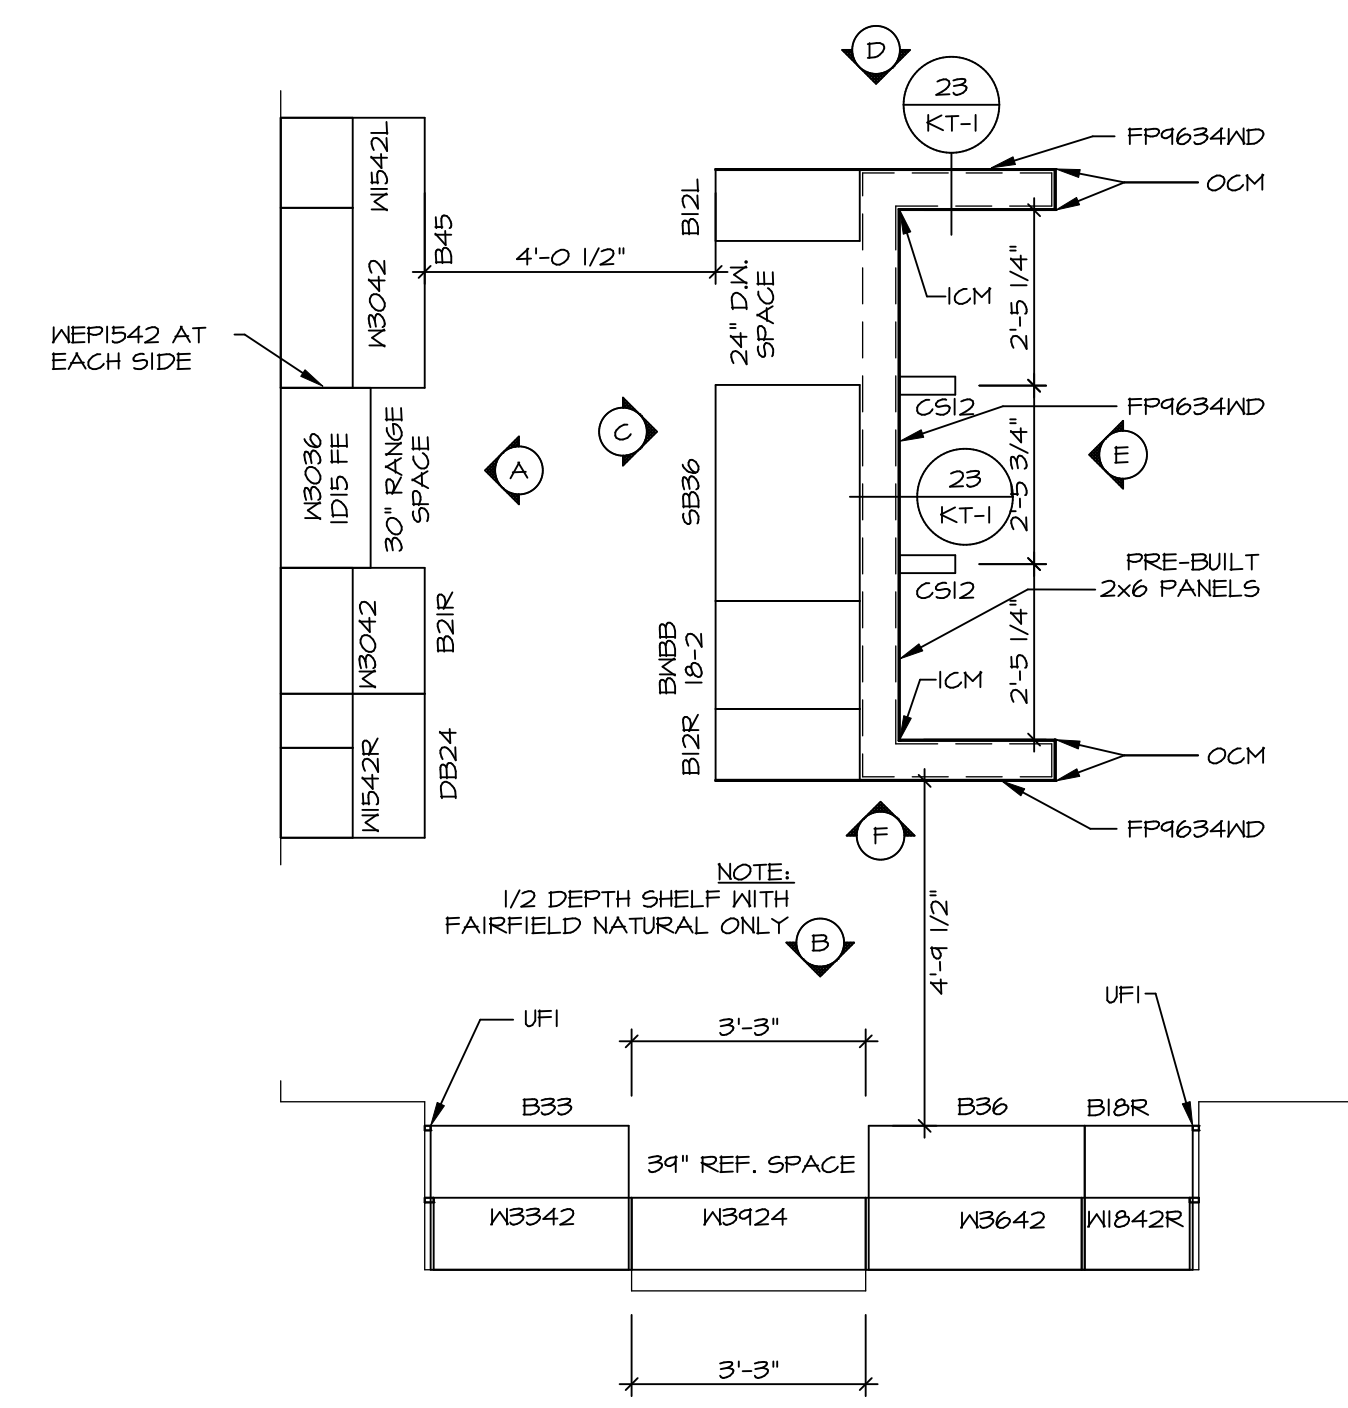 D
23
KT-1
FP9634WD
OCM
W1542L
B45
W3042
B12L
4'-0 1/2"
24" D.W.
SPACE
1CM
2'-5 1/4"
WEP1542 AT
EACH SIDE
W3036
1D15 FE
30" RANGE
SPACE
C
A
SB36
CS12
FP9634WD
E
23
KT-1
2'-5 3/4"
PRE-BUILT
2x6 PANELS
CS12
W3042
B21R
BWBB
18-2
1CM
2'-5 1/4"
W1542R
DB24
B12R
OCM
F
FP9634WD
NOTE:
1/2 DEPTH SHELF WITH
FAIRFIELD NATURAL ONLY
B
4'-9 1/2"
UF1
UF1
3'-3"
B33
B36
B18R
39" REF. SPACE
W3342
W3924
W3642
W1842R
3'-3"